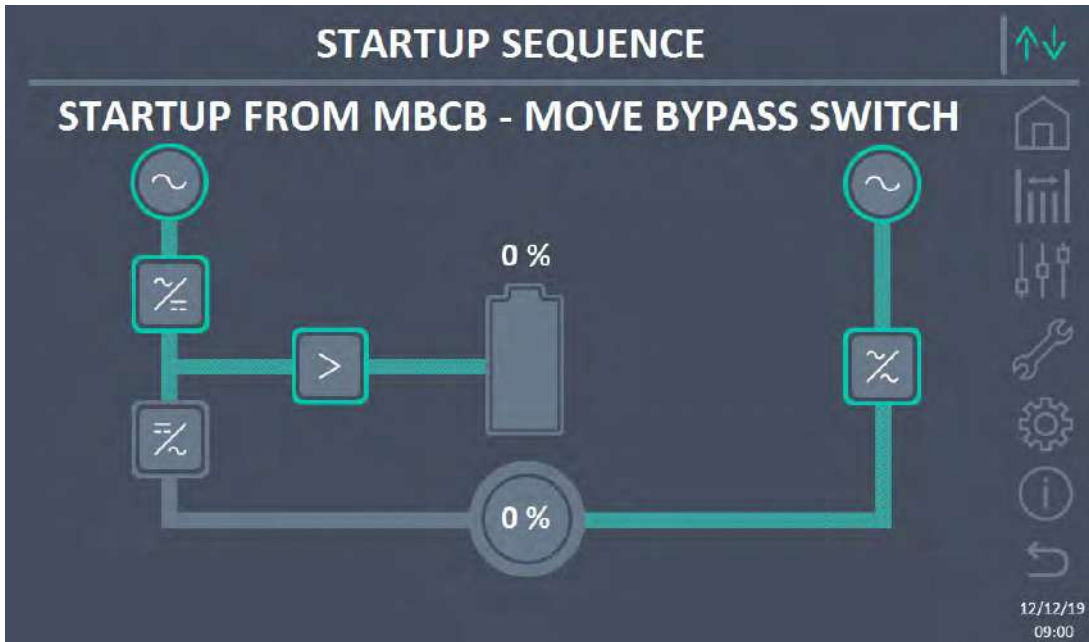 STARTUP SEQUENCE
STARTUP FROM MBCB - MOVE BYPASS SWITCH
0 %
0 %
12/12/19
09:00